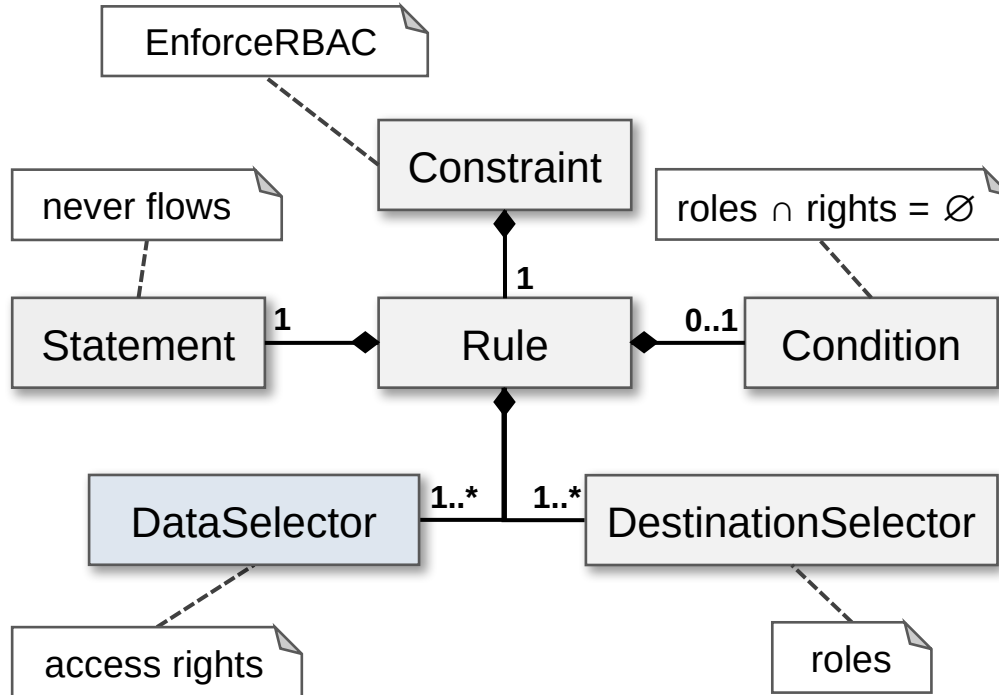 EnforceRBAC
Constraint
never flows
roles ∩ rights = ∅
1
1
0..1
Statement
Rule
Condition
1..*
1..*
DataSelector
DestinationSelector
access rights
roles